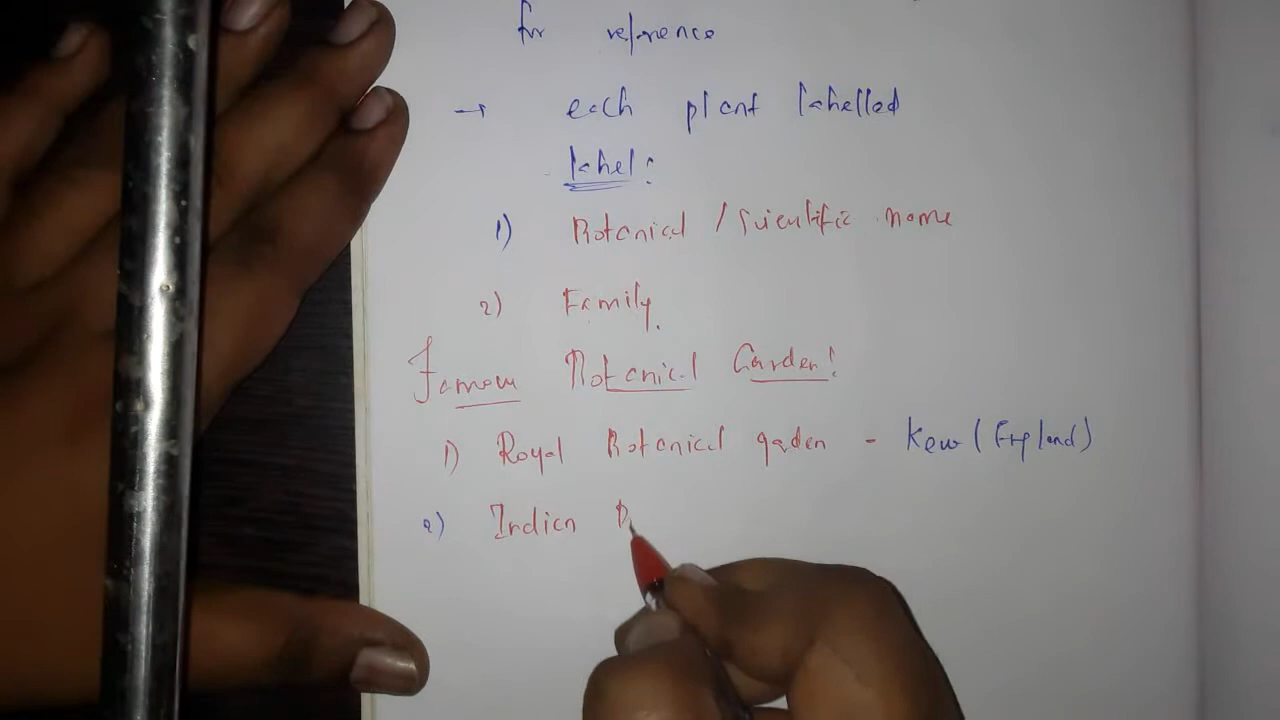 for reference
→ each plant labelled
label:
1) Botanical / Scientific name
2) Family.
Famous Botanical Garden:
1) Royal Botanical gaden - Kew (England)
2) Indian B